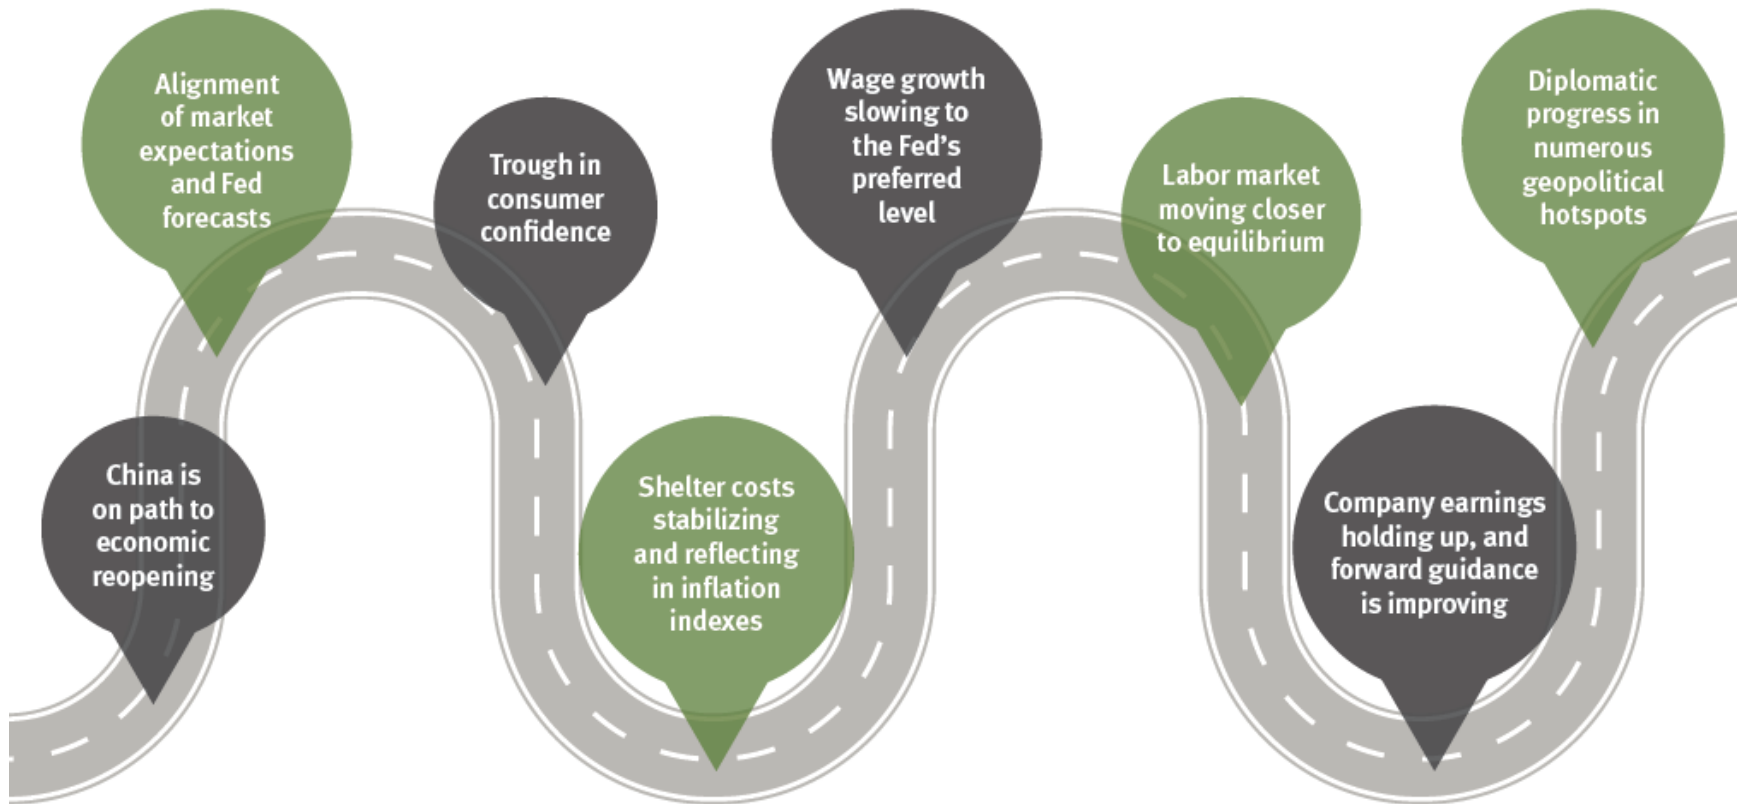 China is
on path to
economic
reopening
Alignment
of market
expectations
and Fed
forecasts
Trough in
consumer
confidence
Shelter costs
stabilizing
and reflecting
in inflation
indexes
Wage growth
slowing to
the Fed’s
preferred
level
Labor market
moving closer
to equilibrium
Company earnings
holding up, and
forward guidance
is improving
Diplomatic
progress in
numerous
geopolitical
hotspots